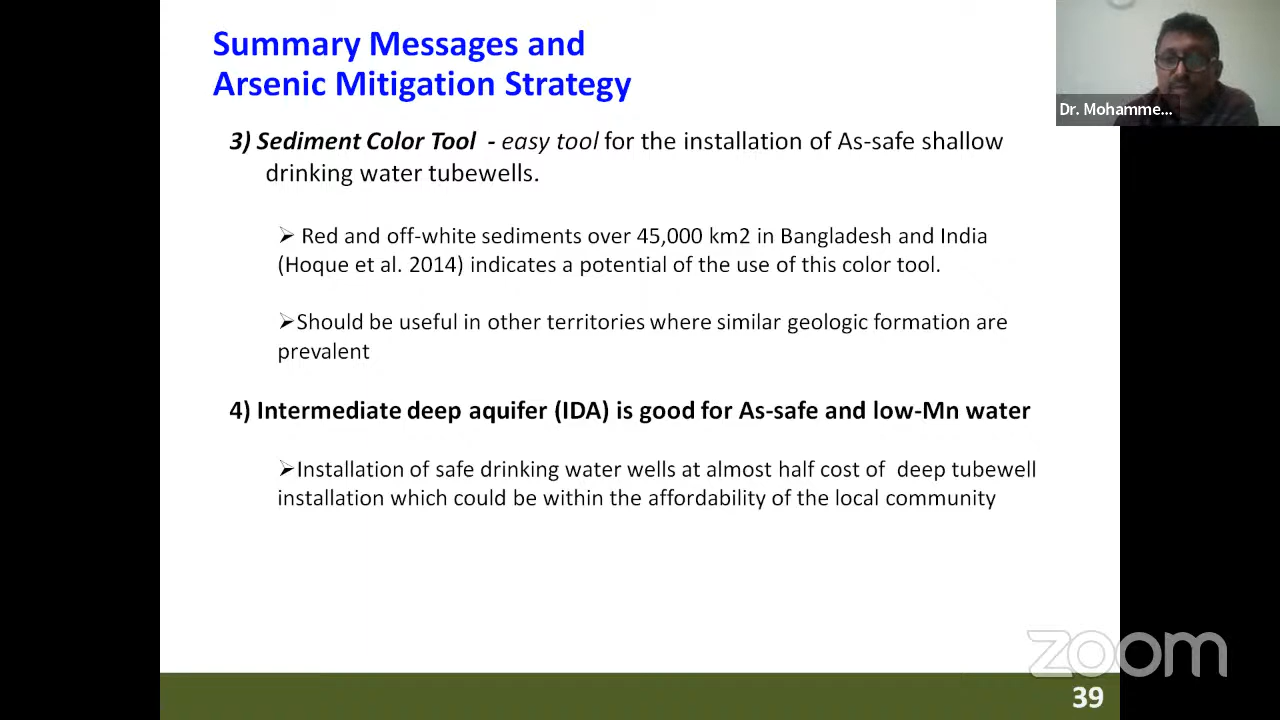 Summary Messages and
Arsenic Mitigation Strategy
Dr. Mohamme...
3) Sediment Color Tool - easy tool for the installation of As-safe shallow
drinking water tubewells.
➢ Red and off-white sediments over 45,000 km2 in Bangladesh and India
(Hoque et al. 2014) indicates a potential of the use of this color tool.
➢Should be useful in other territories where similar geologic formation are
prevalent
4) Intermediate deep aquifer (IDA) is good for As-safe and low-Mn water
➢Installation of safe drinking water wells at almost half cost of deep tubewell
installation which could be within the affordability of the local community
zoom
39